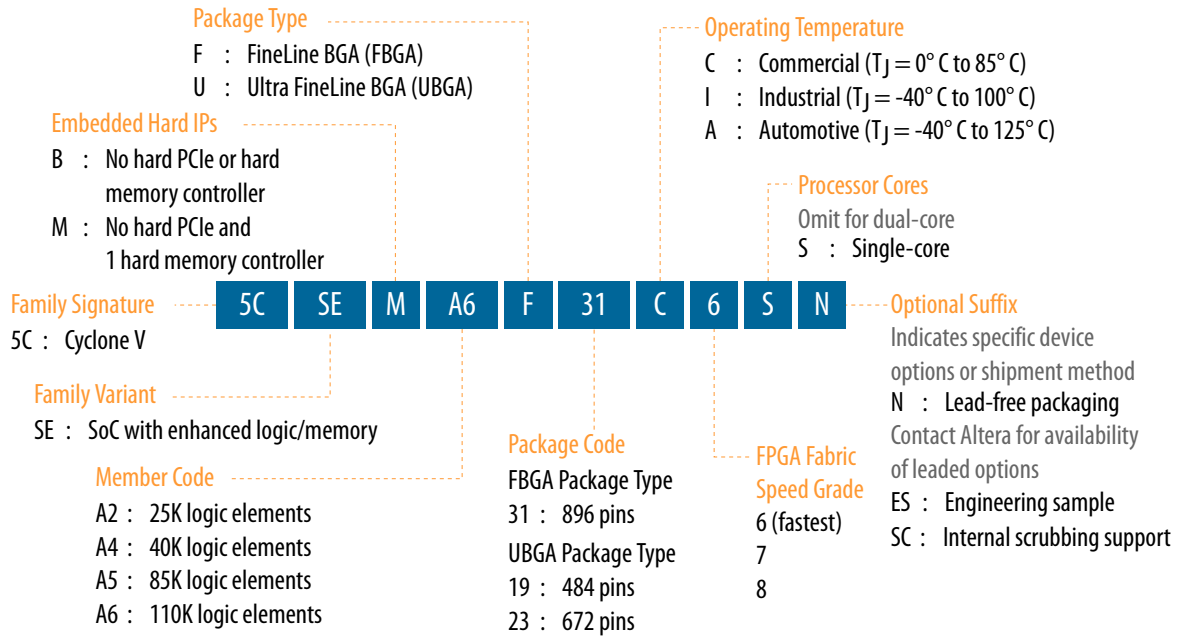 Package Type
F : FineLine BGA (FBGA)
U : Ultra FineLine BGA (UBGA)
Operating Temperature
C : Commercial (TJ = 0° C to 85° C)
I : Industrial (TJ = -40° C to 100° C)
A : Automotive (TJ = -40° C to 125° C)
Embedded Hard IPs
B : No hard PCIe or hard
memory controller
M : No hard PCIe and
1 hard memory controller
Processor Cores
Omit for dual-core
S : Single-core
Family Signature
5C : Cyclone V
5C SE M A6 F 31 C 6 S N
Optional Suffix
Indicates specific device
options or shipment method
N : Lead-free packaging
Contact Altera for availability
of leaded options
ES : Engineering sample
SC : Internal scrubbing support
Family Variant
SE : SoC with enhanced logic/memory
Member Code
A2 : 25K logic elements
A4 : 40K logic elements
A5 : 85K logic elements
A6 : 110K logic elements
Package Code
FBGA Package Type
31 : 896 pins
UBGA Package Type
19 : 484 pins
23 : 672 pins
FPGA Fabric
Speed Grade
6 (fastest)
7
8